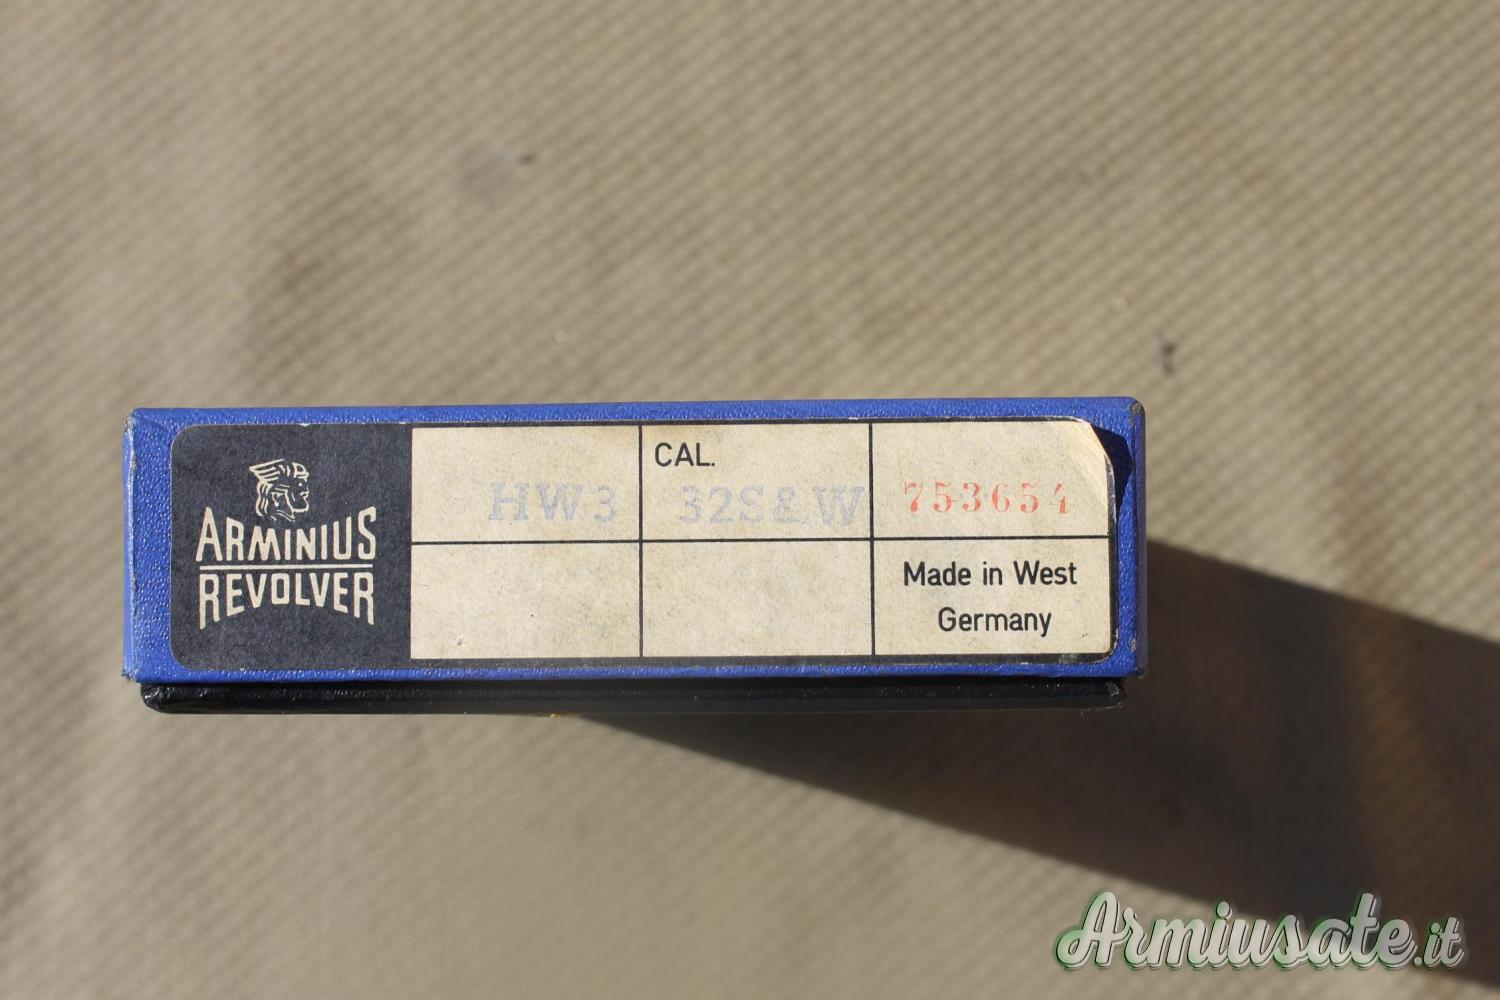 ARMINIUS
REVOLVER
HW3
CAL.
32S&W
753654
Made in West
Germany
Armiusate.it